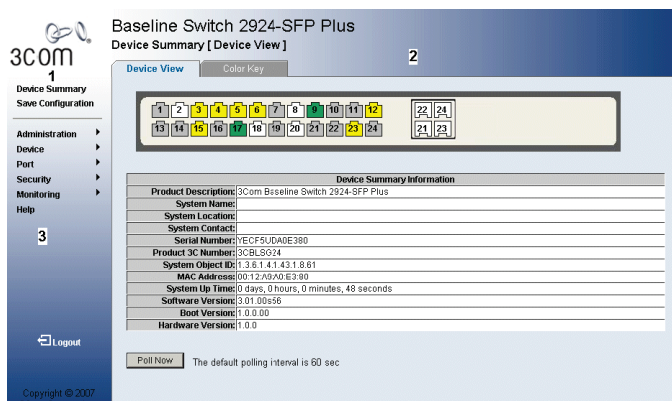 3COM
1
Device Summary
Save Configuration
Administration
Device
Port
Security
Monitoring
Help
3
Logout
Copyright © 2007
Baseline Switch 2924-SFP Plus
Device Summary [ Device View ]
2
Device View Color Key
1 2 3 4 5 6 7 8 9 10 11 12 22 24
13 14 15 16 17 18 19 20 21 22 23 24 21 23
Device Summary Information
Product Description: 3Com Baseline Switch 2924-SFP Plus
System Name:
System Location:
System Contact:
Serial Number: YECF5UDA0E380
Product 3C Number: 3CBLSG24
System Object ID: 1.3.6.1.4.1.43.1.8.61
MAC Address: 00:12:A9:A0:E3:80
System Up Time: 0 days, 0 hours, 0 minutes, 48 seconds
Software Version: 3.01.00s56
Boot Version: 1.0.0.00
Hardware Version: 1.0.0
Poll Now The default polling interval is 60 sec